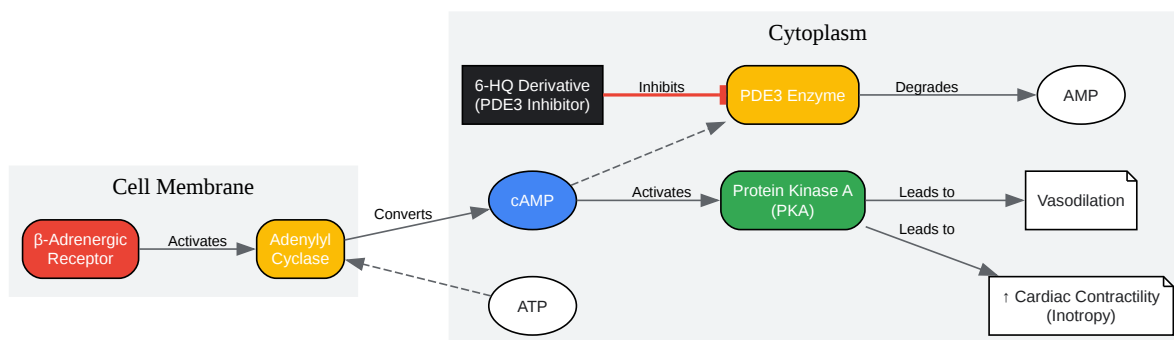 Cytoplasm
6-HQ Derivative
(PDE3 Inhibitor)
Inhibits
PDE3 Enzyme
Degrades
AMP
Cell Membrane
β-Adrenergic
Receptor
Activates
Adenylyl
Cyclase
Converts
cAMP
Activates
Protein Kinase A
(PKA)
Leads to
Vasodilation
Leads to
ATP
↑ Cardiac Contractility
(Inotropy)